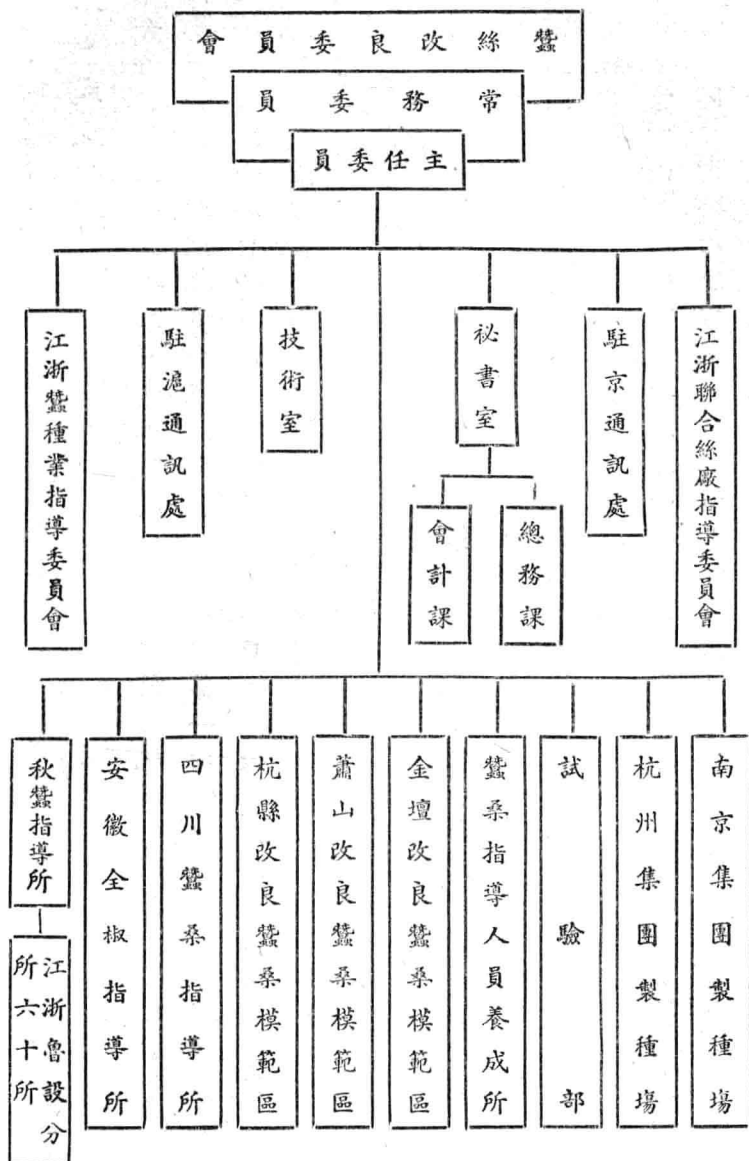 蠶絲改良委員會
常務委員
主任委員
江浙聯合絲廠指導委員會
駐京通訊處
祕書室
總務課
會計課
技術室
駐滬通訊處
江浙蠶種業指導委員會
南京集團製種場
杭州集團製種場
試驗部
蠶桑指導人員養成所
金壇改良蠶桑模範區
蕭山改良蠶桑模範區
杭縣改良蠶桑模範區
四川蠶桑指導所
安徽全椒指導所
秋蠶指導所
江浙魯設分
所六十所